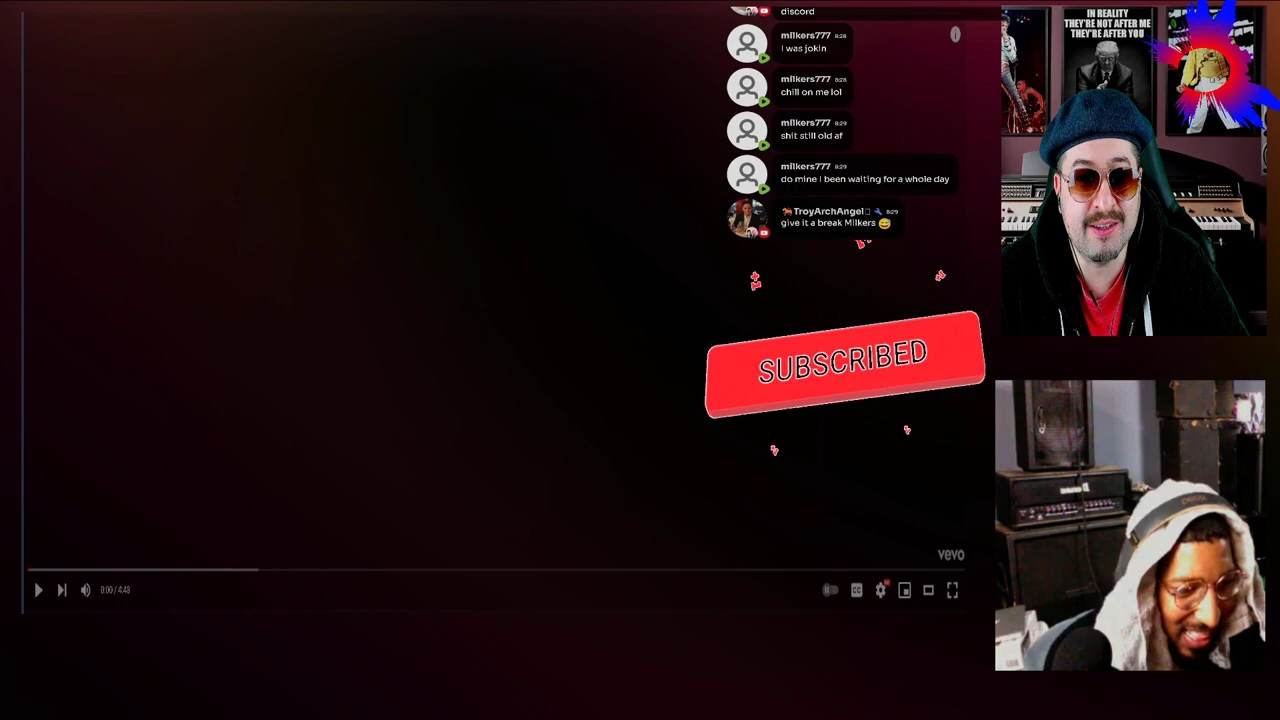 discord
milkers777 8:28
I was jokin
milkers777 8:28
chill on me lol
milkers777 8:29
shit still old af
milkers777 8:29
do mine I been waiting for a whole day
TroyArchAngel 8:29
give it a break Milkers 😅
IN REALITY
THEY'RE NOT AFTER ME
THEY'RE AFTER YOU
SUBSCRIBED
vevo
0:00 / 4:43
CC